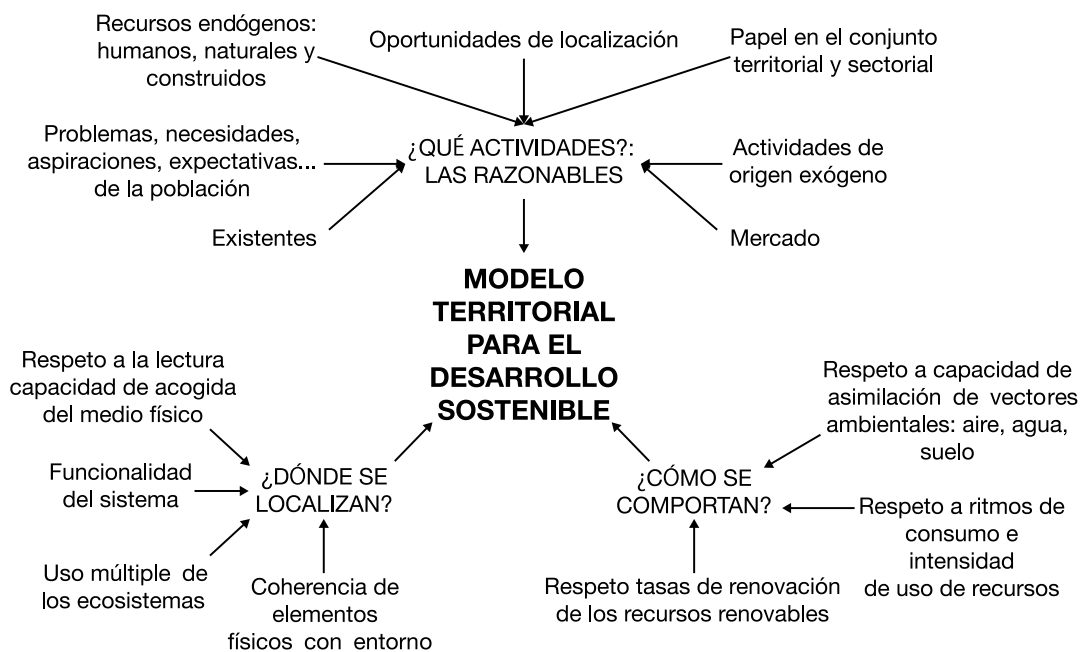 Recursos endógenos:
humanos, naturales y
construidos
Oportunidades de localización
Papel en el conjunto
territorial y sectorial
Problemas, necesidades,
aspiraciones, expectativas...
de la población
¿QUÉ ACTIVIDADES?:
LAS RAZONABLES
Actividades de
origen exógeno
Existentes
Mercado
MODELO
TERRITORIAL
PARA EL
DESARROLLO
SOSTENIBLE
Respeto a la lectura
capacidad de acogida
del medio físico
Funcionalidad
del sistema
Uso múltiple de
los ecosistemas
¿DÓNDE SE
LOCALIZAN?
Coherencia de
elementos
físicos con entorno
Respeto a capacidad de
asimilación de vectores
ambientales: aire, agua,
suelo
¿CÓMO SE
COMPORTAN?
Respeto a ritmos de
consumo e
intensidad
de uso de recursos
Respeto tasas de renovación
de los recursos renovables